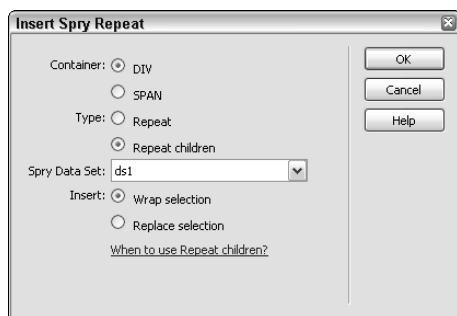 Insert Spry Repeat
Container: DIV
SPAN
Type: Repeat
Repeat children
Spry Data Set: ds1
Insert: Wrap selection
Replace selection
When to use Repeat children?
OK
Cancel
Help